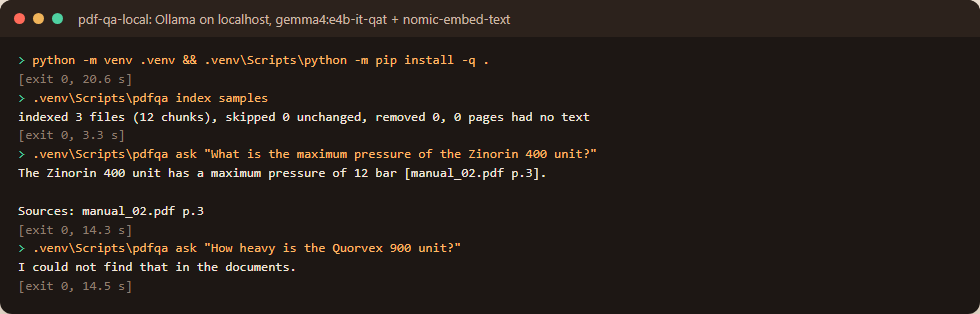 pdf-qa-local: Ollama on localhost, gemma4:e4b-it-qat + nomic-embed-text
> python -m venv .venv && .venv\Scripts\python -m pip install -q .
[exit 0, 20.6 s]
> .venv\Scripts\pdfqa index samples
indexed 3 files (12 chunks), skipped 0 unchanged, removed 0, 0 pages had no text
[exit 0, 3.3 s]
> .venv\Scripts\pdfqa ask "What is the maximum pressure of the Zinorin 400 unit?"
The Zinorin 400 unit has a maximum pressure of 12 bar [manual_02.pdf p.3].
Sources: manual_02.pdf p.3
[exit 0, 14.3 s]
> .venv\Scripts\pdfqa ask "How heavy is the Quorvex 900 unit?"
I could not find that in the documents.
[exit 0, 14.5 s]